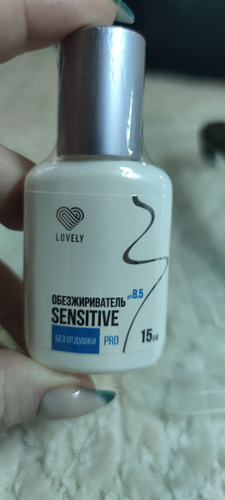 LOVELY
ОБЕЗЖИРИВАТЕЛЬ pH 8.5
SENSITIVE
БЕЗ ОТДУШКИ PRO 15ml